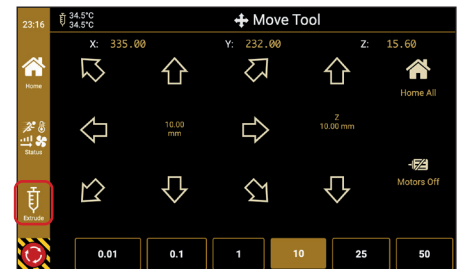 23:16
34.5°C
34.5°C
Move Tool
X: 335.00 Y: 232.00 Z: 15.60
Home
Home All
10.00
mm
Z
10.00 mm
Status
Motors Off
Extrude
0.01 0.1 1 10 25 50